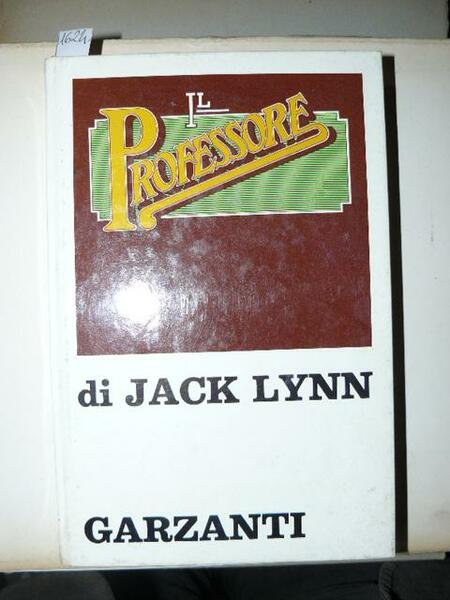 1624
IL
PROFESSORE
di JACK LYNN
GARZANTI